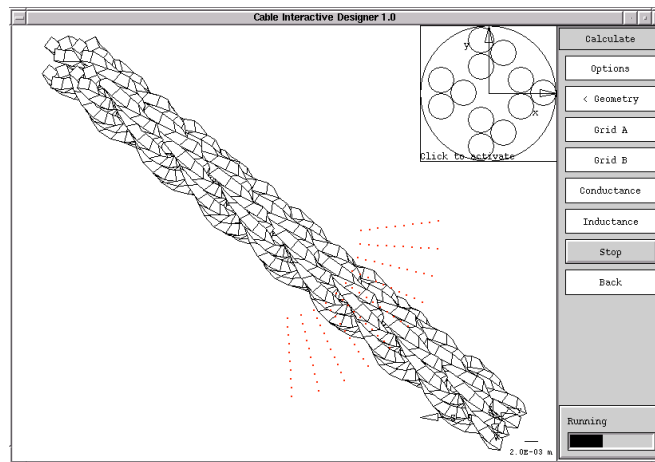 Cable Interactive Designer 1.0
y
x
Click to activate
2.0E-03 m
Calculate
Options
< Geometry
Grid A
Grid B
Conductance
Inductance
Stop
Back
Running